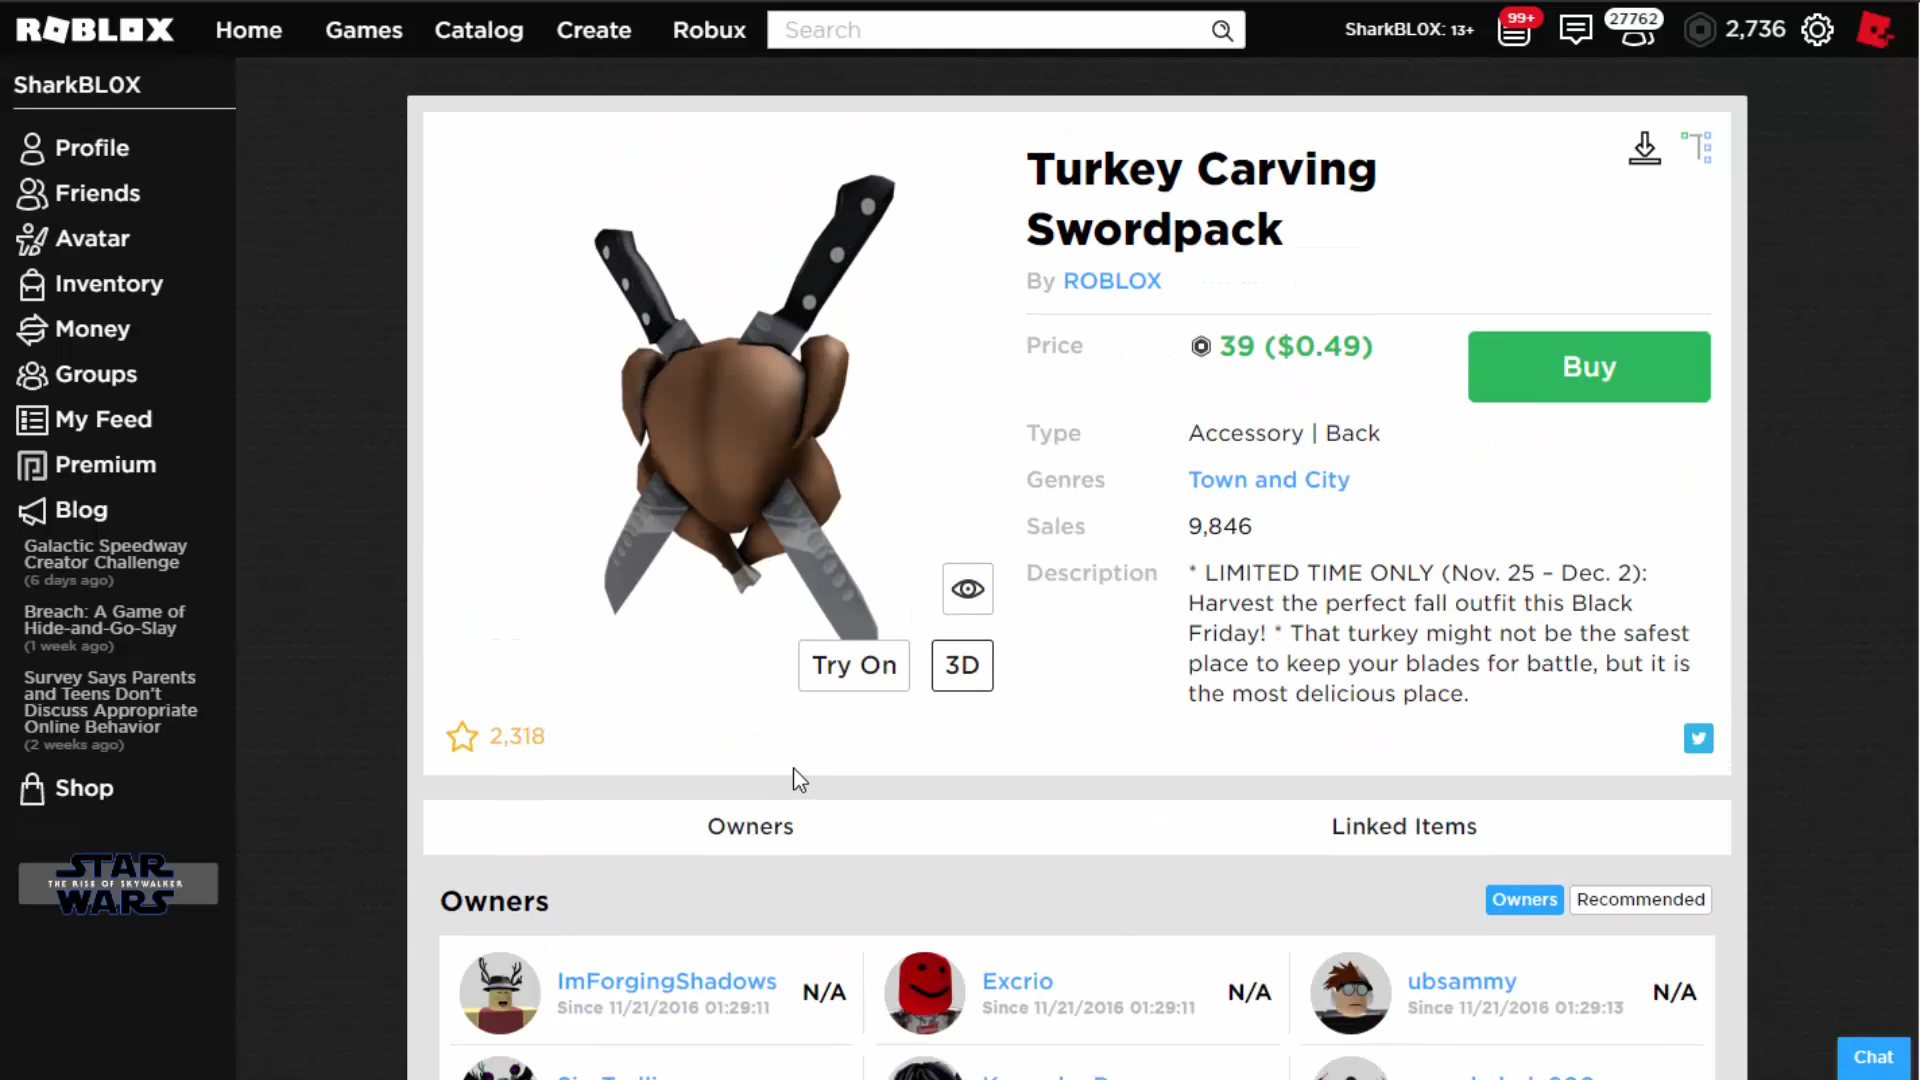 ROBLOX
Home
Games
Catalog
Create
Robux
Search
SharkBLOX: 13+
99+
27762
2,736
SharkBLOX
Profile
Friends
Avatar
Inventory
Money
Groups
My Feed
Premium
Blog
Galactic Speedway
Creator Challenge
(6 days ago)
Breach: A Game of
Hide-and-Go-Slay
(1 week ago)
Survey Says Parents
and Teens Don't
Discuss Appropriate
Online Behavior
(2 weeks ago)
Shop
STAR
THE RISE OF SKYWALKER
WARS
Turkey Carving
Swordpack
By ROBLOX
Price
39 ($0.49)
Buy
Type
Accessory | Back
Genres
Town and City
Sales
9,846
Description
* LIMITED TIME ONLY (Nov. 25 – Dec. 2):
Harvest the perfect fall outfit this Black
Friday! * That turkey might not be the safest
place to keep your blades for battle, but it is
the most delicious place.
Try On
3D
2,318
Owners
Linked Items
Owners
Owners
Recommended
ImForgingShadows
Since 11/21/2016 01:29:11
N/A
Excrio
Since 11/21/2016 01:29:11
N/A
ubsammy
Since 11/21/2016 01:29:13
N/A
Chat